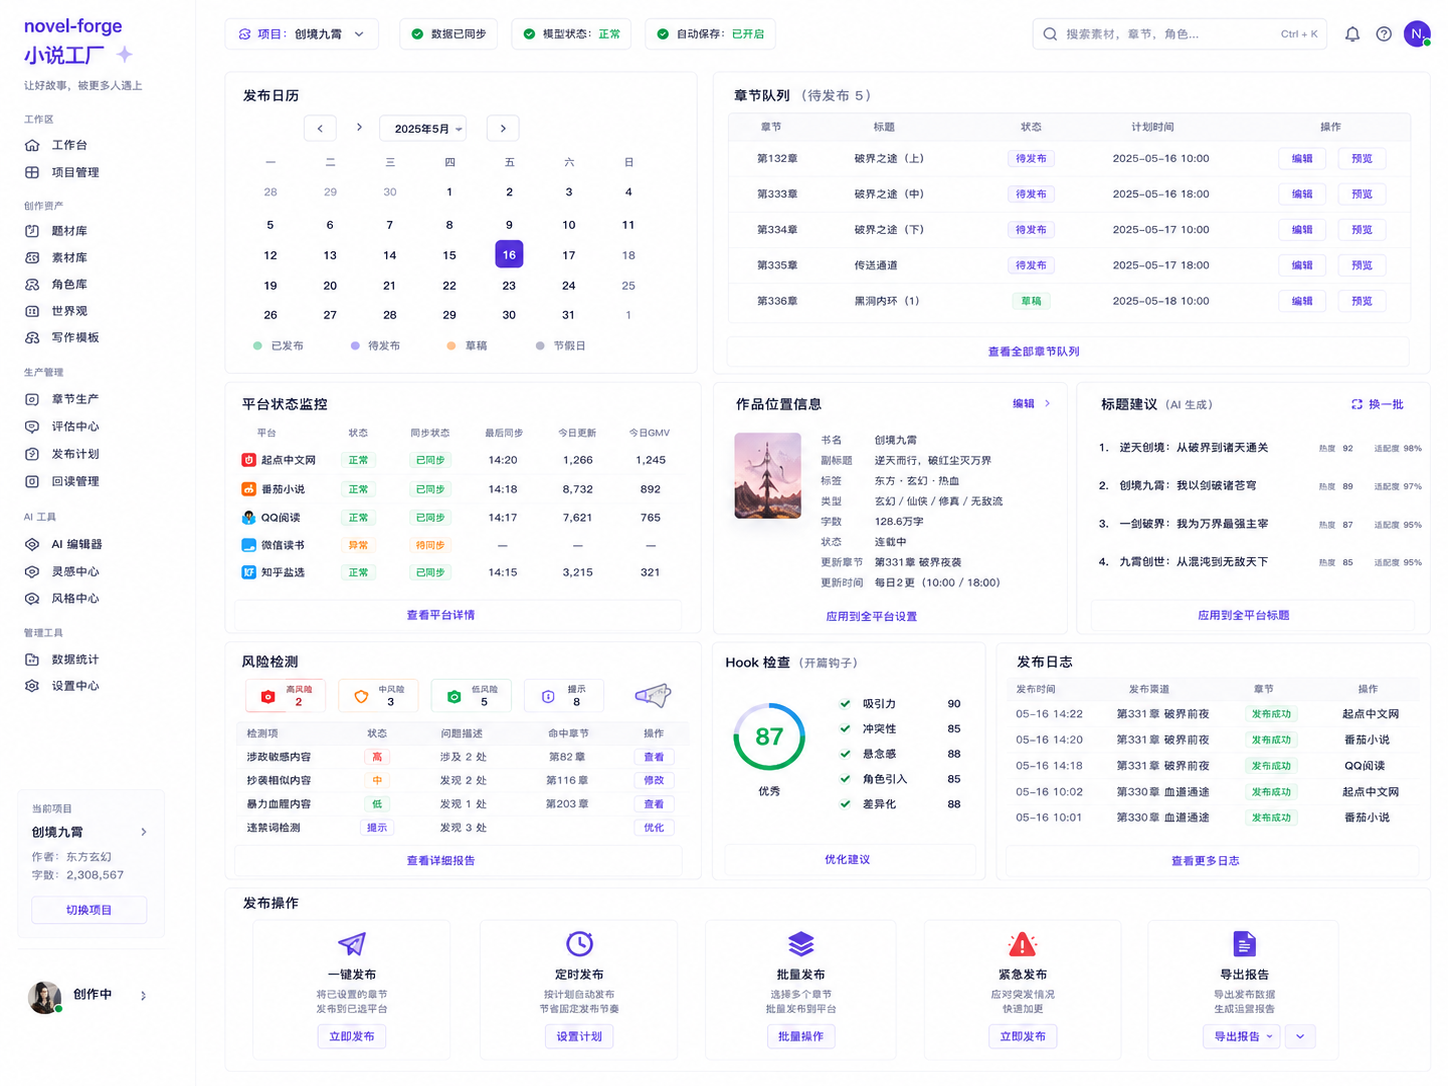 novel-forge
小说工厂
让好故事，被更多人遇上
工作区
工作台
项目管理
创作资产
题材库
素材库
角色库
世界观
写作模板
生产管理
章节生产
评估中心
发布计划
回读管理
AI 工具
AI 编辑器
灵感中心
风格中心
管理工具
数据统计
设置中心
当前项目
创境九霄
作者：东方玄幻
字数：2,308,567
切换项目
创作中
项目：创境九霄
数据已同步
模型状态：正常
自动保存：已开启
搜索素材，章节，角色... Ctrl + K
N.
发布日历
2025年5月
一 二 三 四 五 六 日
28 29 30 1 2 3 4
5 6 7 8 9 10 11
12 13 14 15 16 17 18
19 20 21 22 23 24 25
26 27 28 29 30 31 1
已发布 待发布 草稿 节假日
章节队列（待发布 5）
章节 标题 状态 计划时间 操作
第132章 破界之途（上） 待发布 2025-05-16 10:00 编辑 预览
第333章 破界之途（中） 待发布 2025-05-16 18:00 编辑 预览
第334章 破界之途（下） 待发布 2025-05-17 10:00 编辑 预览
第335章 传送通道 待发布 2025-05-17 18:00 编辑 预览
第336章 黑洞内环（1） 草稿 2025-05-18 10:00 编辑 预览
查看全部章节队列
平台状态监控
平台 状态 同步状态 最后同步 今日更新 今日GMV
起点中文网 正常 已同步 14:20 1,266 1,245
番茄小说 正常 已同步 14:18 8,732 892
QQ阅读 正常 已同步 14:17 7,621 765
微信读书 异常 待同步 — — —
知乎盐选 正常 已同步 14:15 3,215 321
查看平台详情
作品位置信息 编辑
书名 创境九霄
副标题 逆天而行，破红尘灭万界
标签 东方 · 玄幻 · 热血
类型 玄幻 / 仙侠 / 修真 / 无敌流
字数 128.6万字
状态 连载中
更新章节 第331章 破界夜袭
更新时间 每日2更（10:00 / 18:00）
应用到全平台设置
标题建议（AI 生成） 换一批
1. 逆天创境：从破界到诸天通关 热度 92 适配度 98%
2. 创境九霄：我以剑破诸苍穹 热度 89 适配度 97%
3. 一剑破界：我为万界最强主宰 热度 87 适配度 95%
4. 九霄创世：从混沌到无敌天下 热度 85 适配度 95%
应用到全平台标题
风险检测
高风险 2
中风险 3
低风险 5
提示 8
检测项 状态 问题描述 命中章节 操作
涉政敏感内容 高 涉及 2 处 第82章 查看
抄袭相似内容 中 发观 2 处 第116章 修改
暴力血腥内容 低 发观 1 处 第203章 查看
违禁词检测 提示 发观 3 处 优化
查看详细报告
Hook 检查（开篇钩子）
87
优秀
吸引力 90
冲突性 85
悬念感 88
角色引入 85
差异化 88
优化建议
发布日志
发布时间 发布渠道 章节 操作
05-16 14:22 第331章 破界前夜 发布成功 起点中文网
05-16 14:20 第331章 破界前夜 发布成功 番茄小说
05-16 14:18 第331章 破界前夜 发布成功 QQ阅读
05-16 10:02 第330章 血道通途 发布成功 起点中文网
05-16 10:01 第330章 血道通途 发布成功 番茄小说
查看更多日志
发布操作
一键发布
将已设置的章节
发布到已选平台
立即发布
定时发布
按计划自动发布
节省固定发布节奏
设置计划
批量发布
选择多个章节
批量发布到平台
批量操作
紧急发布
应对突发情况
快速加更
立即发布
导出报告
导出发布数据
生成运营报告
导出报告